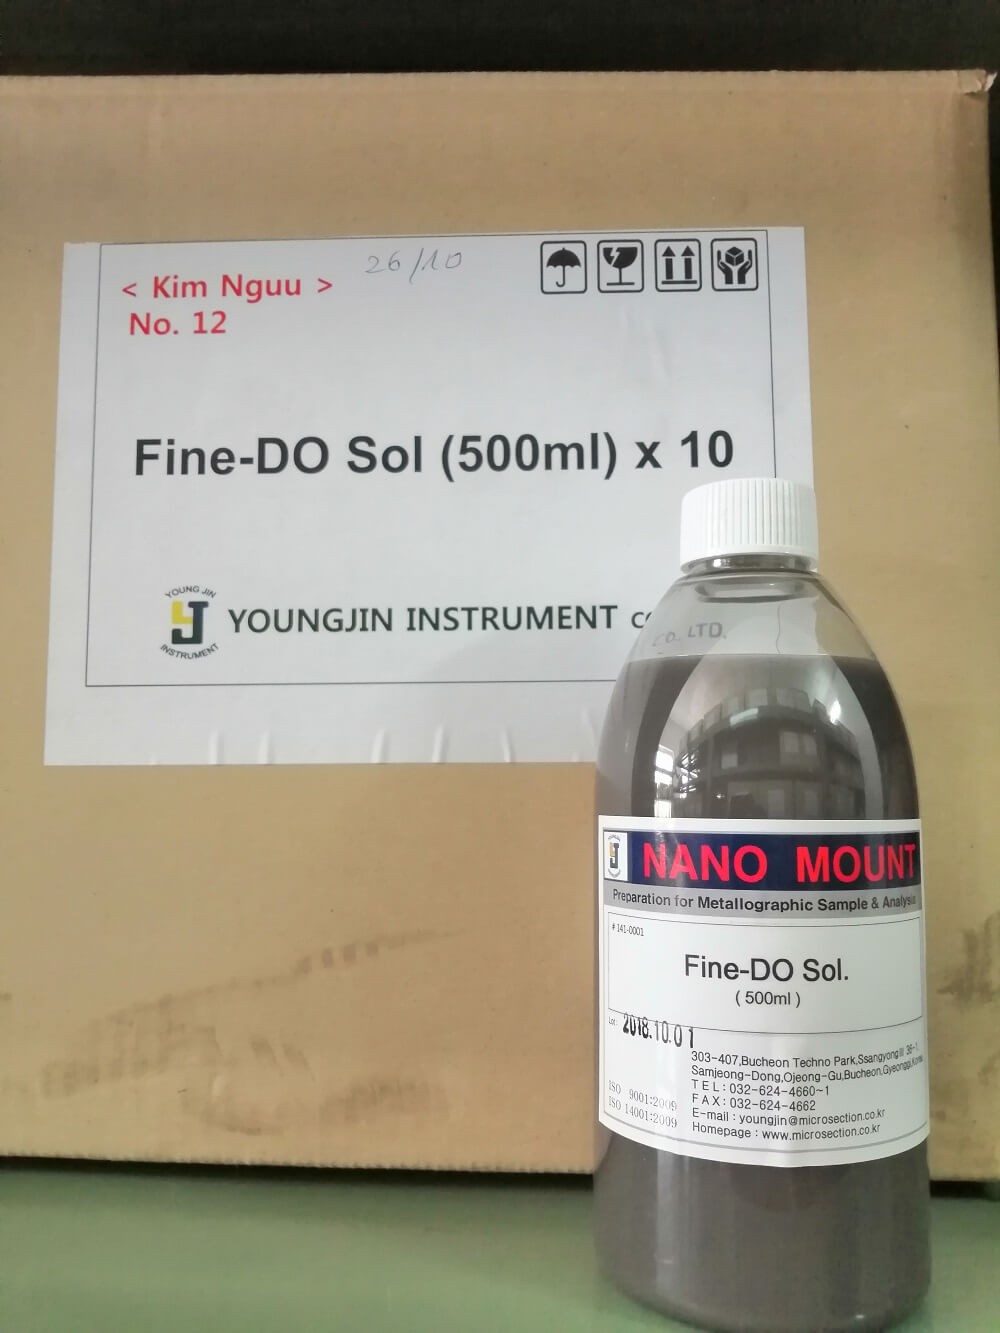 26/10
< Kim Nguu >
No. 12
Fine-DO Sol (500ml) x 10
YOUNG JIN
YJ
INSTRUMENT
YOUNGJIN INSTRUMENT CO., LTD.
YJ
NANO MOUNT
Preparation for Metallographic Sample & Analysis
# 141-0001
Fine-DO Sol.
( 500ml )
Lot : 2018.10.01
303-407,Bucheon Techno Park,Ssangyong III 36-1,
Samjeong-Dong,Ojeong-Gu,Bucheon,Gyeonggi,Korea
T E L : 032-624-4660~1
F A X : 032-624-4662
E-mail : youngjin@microsection.co.kr
Homepage : www.microsection.co.kr
ISO 9001:2009
ISO 14001:2009